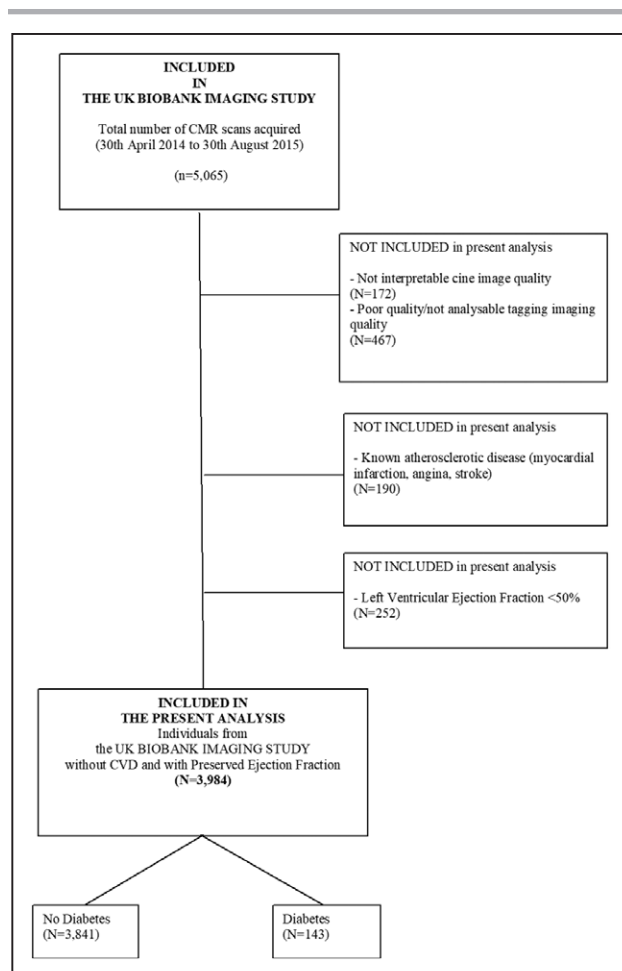 INCLUDED
IN
THE UK BIOBANK IMAGING STUDY
Total number of CMR scans acquired
(30th April 2014 to 30th August 2015)
(n=5,065)
NOT INCLUDED in present analysis
- Not interpretable cine image quality
(N=172)
- Poor quality/not analysable tagging imaging
quality
(N=467)
NOT INCLUDED in present analysis
- Known atherosclerotic disease (myocardial
infarction, angina, stroke)
(N=190)
NOT INCLUDED in present analysis
- Left Ventricular Ejection Fraction <50%
(N=252)
INCLUDED IN
THE PRESENT ANALYSIS
Individuals from
the UK BIOBANK IMAGING STUDY
without CVD and with Preserved Ejection Fraction
(N=3,984)
No Diabetes
(N=3,841)
Diabetes
(N=143)